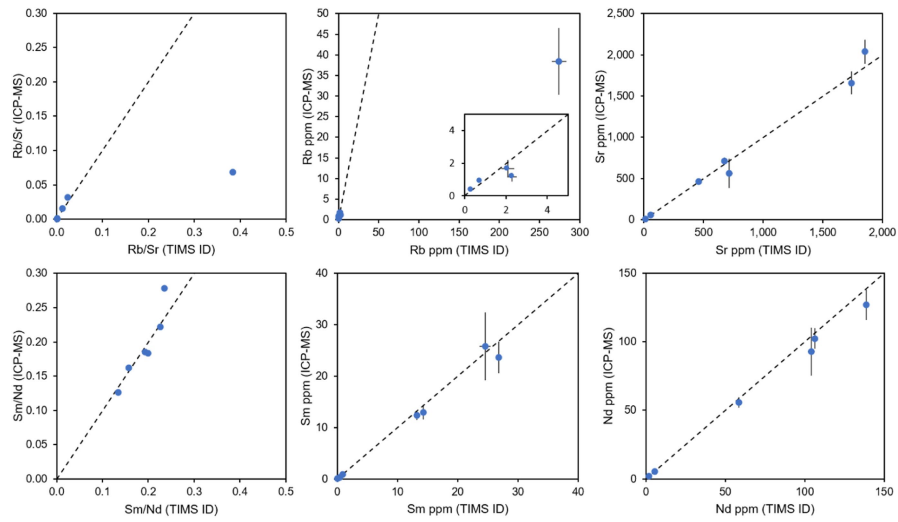 0.30
0.25
0.20
0.15
0.10
0.05
0.00
0.0 0.1 0.2 0.3 0.4 0.5
Rb/Sr (ICP-MS)
Rb/Sr (TIMS ID)
50
45
40
35
30
25
20
15
10
5
0
0 50 100 150 200 250 300
Rb ppm (ICP-MS)
Rb ppm (TIMS ID)
4
2
0
0 2 4
2,500
2,000
1,500
1,000
500
0
0 500 1,000 1,500 2,000
Sr ppm (ICP-MS)
Sr ppm (TIMS ID)
0.30
0.25
0.20
0.15
0.10
0.05
0.00
0.0 0.1 0.2 0.3 0.4 0.5
Sm/Nd (ICP-MS)
Sm/Nd (TIMS ID)
40
30
20
10
0
0 10 20 30 40
Sm ppm (ICP-MS)
Sm ppm (TIMS ID)
150
100
50
0
0 50 100 150
Nd ppm (ICP-MS)
Nd ppm (TIMS ID)